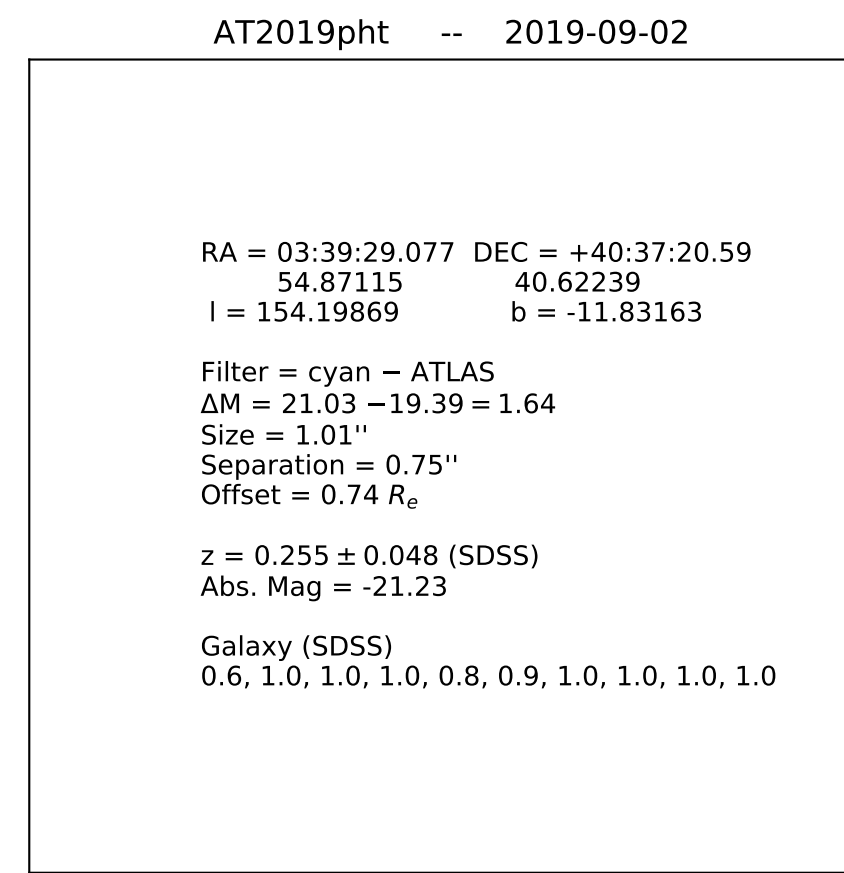 AT2019pht -- 2019-09-02
RA = 03:39:29.077 DEC = +40:37:20.59
54.87115 40.62239
l = 154.19869 b = -11.83163
Filter = cyan − ATLAS
ΔM = 21.03 −19.39 = 1.64
Size = 1.01''
Separation = 0.75''
Offset = 0.74 Re
z = 0.255 ± 0.048 (SDSS)
Abs. Mag = -21.23
Galaxy (SDSS)
0.6, 1.0, 1.0, 1.0, 0.8, 0.9, 1.0, 1.0, 1.0, 1.0